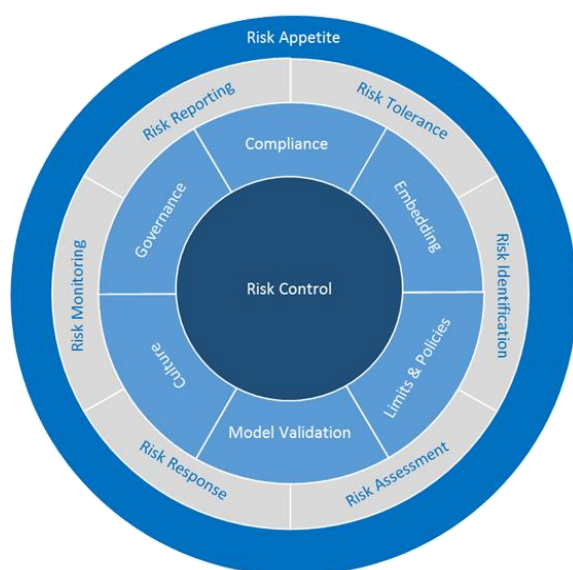 Risk Appetite
Risk Reporting
Risk Tolerance
Compliance
Governance
Embedding
Risk Monitoring
Risk Identification
Risk Control
Culture
Limits & Policies
Model Validation
Risk Response
Risk Assessment